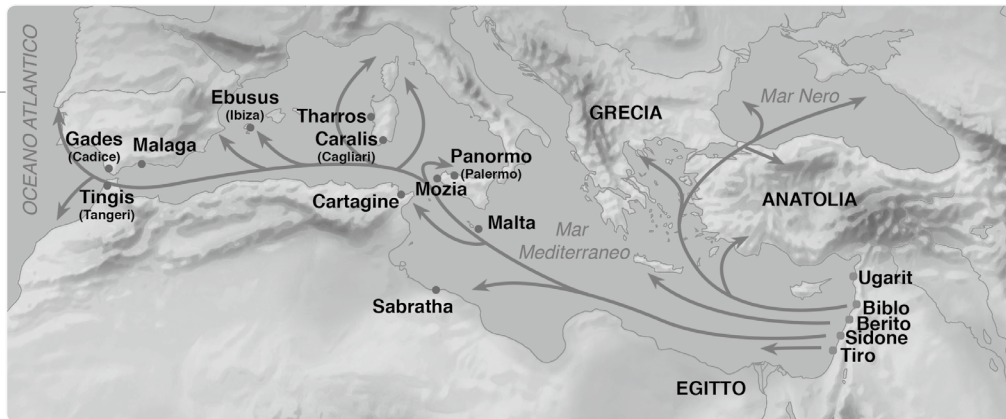 OCEANO ATLANTICO
Gades
(Cadice)
Malaga
Tingis
(Tangeri)
Ebusus
(Ibiza)
Tharros
Caralis
(Cagliari)
Cartagine
Mozia
Panormo
(Palermo)
Malta
Sabratha
Mar
Mediterraneo
GRECIA
Mar Nero
ANATOLIA
Ugarit
Biblo
Berito
Sidone
Tiro
EGITTO